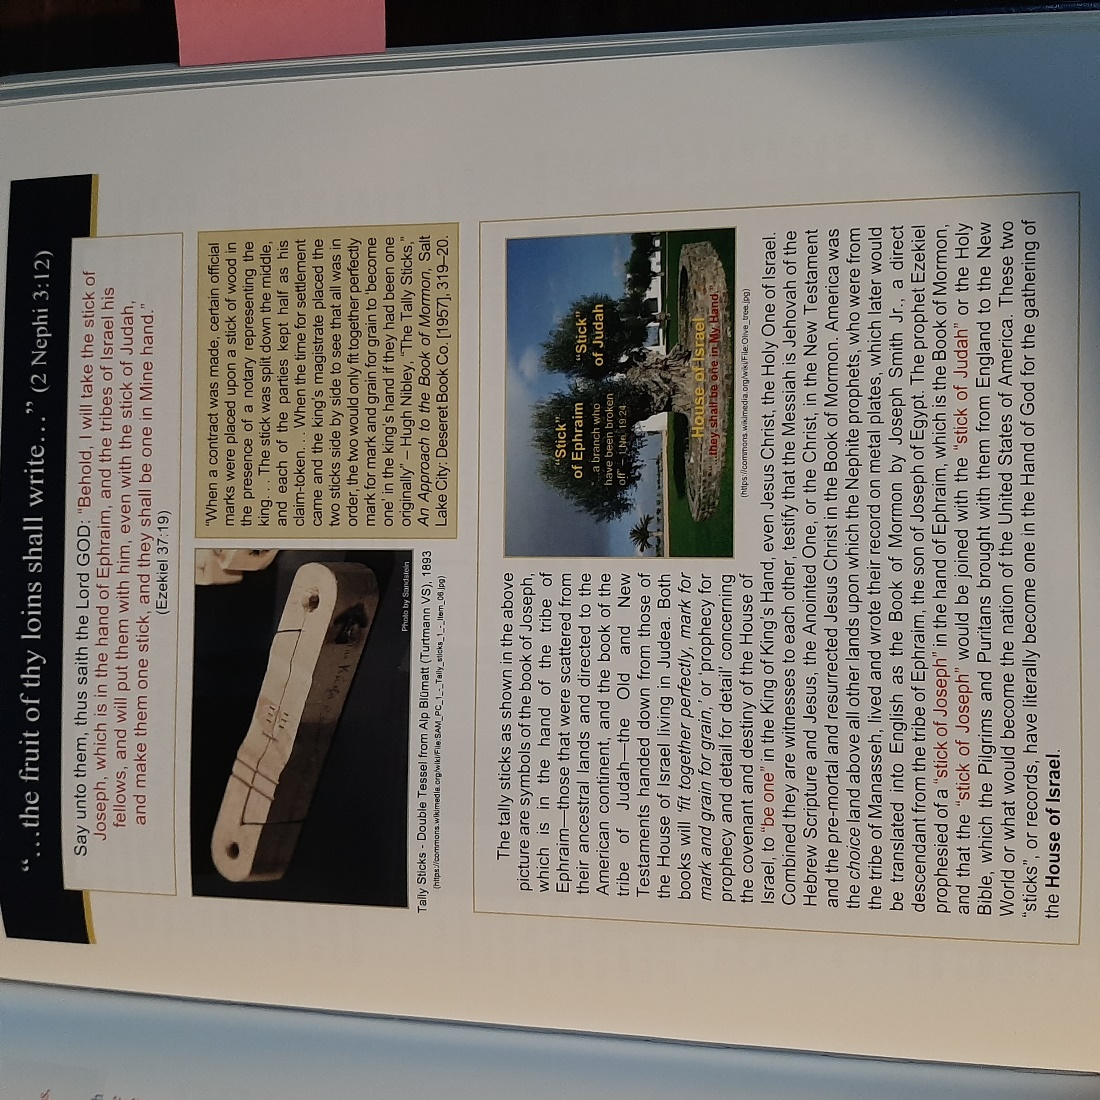 “…the fruit of thy loins shall write….” (2 Nephi 3:12)
Say unto them, thus saith the Lord GOD: “Behold, I will take the stick of
Joseph, which is in the hand of Ephraim, and the tribes of Israel his
fellows, and will put them with him, even with the stick of Judah,
and make them one stick, and they shall be one in Mine hand.”
(Ezekiel 37:19)
Photo by Sandstein
Tally Sticks - Double Tessel from Alp Blümatt (Turtmann VS), 1893
(https://commons.wikimedia.org/wiki/File:SAM_PC_1_-_Tally_sticks_1_-_Item_08.jpg)
“When a contract was made, certain official
marks were placed upon a stick of wood in
the presence of a notary representing the
king…. The stick was split down the middle,
and each of the parties kept half as his
claim-token… When the time for settlement
came and the king’s magistrate placed the
two sticks side by side to see that all was in
order, the two would only fit together perfectly
mark for mark and grain for grain to ‘become
one’ in the king’s hand if they had been one
originally” – Hugh Nibley, “The Tally Sticks,”
An Approach to the Book of Mormon, Salt
Lake City: Deseret Book Co. [1957], 319–20.
The tally sticks as shown in the above
picture are symbols of the book of Joseph,
which is in the hand of the tribe of
Ephraim—those that were scattered from
their ancestral lands and directed to the
American continent, and the book of the
tribe of Judah—the Old and New
Testaments handed down from those of
the House of Israel living in Judea. Both
books will ‘fit together perfectly, mark for
mark and grain for grain,’ or ‘prophecy for
prophecy and detail for detail’ concerning
the covenant and destiny of the House of
Israel, to “be one” in the King of King’s Hand, even Jesus Christ, the Holy One of Israel.
Combined they are witnesses to each other, testify that the Messiah is Jehovah of the
Hebrew Scripture and Jesus, the Anointed One, or the Christ, in the New Testament
and the pre-mortal and resurrected Jesus Christ in the Book of Mormon. America was
the choice land above all other lands upon which the Nephite prophets, who were from
the tribe of Manasseh, lived and wrote their record on metal plates, which later would
be translated into English as the Book of Mormon by Joseph Smith Jr., a direct
descendant from the tribe of Ephraim, the son of Joseph of Egypt. The prophet Ezekiel
prophesied of a “stick of Joseph” in the hand of Ephraim, which is the Book of Mormon,
and that the “stick of Joseph” would be joined with the “stick of Judah” or the Holy
Bible, which the Pilgrims and Puritans brought with them from England to the New
World or what would become the nation of the United States of America. These two
“sticks”, or records, have literally become one in the Hand of God for the gathering of
the House of Israel.
“Stick”
of Ephraim
…a branch who
have been broken
off” – 1 Ne. 19:24
“Stick”
of Judah
House of Israel
“…they shall be one in My Hand.”
(https://commons.wikimedia.org/wiki/File:Olive_tree.jpg)